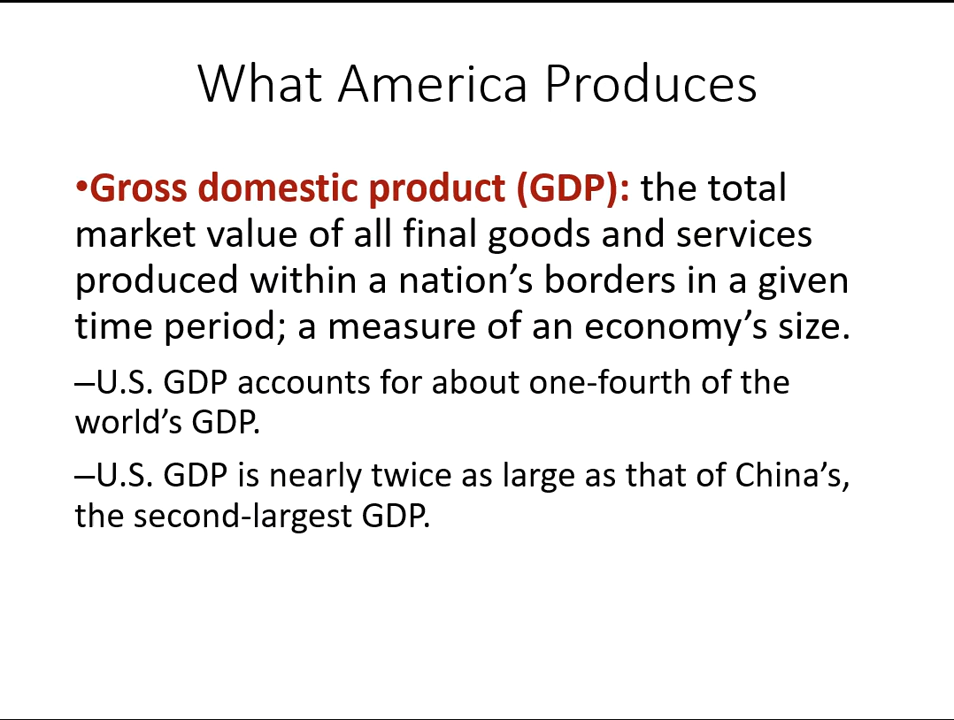 What America Produces
•Gross domestic product (GDP): the total
market value of all final goods and services
produced within a nation’s borders in a given
time period; a measure of an economy’s size.
–U.S. GDP accounts for about one-fourth of the
world’s GDP.
–U.S. GDP is nearly twice as large as that of China’s,
the second-largest GDP.